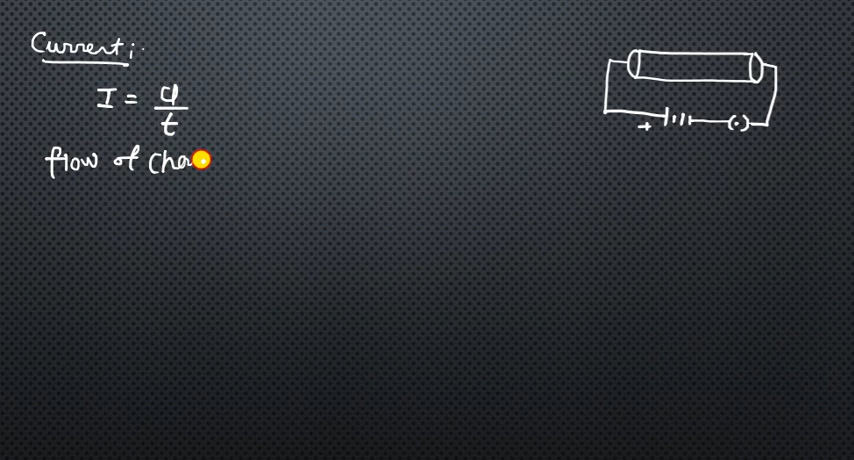 Current :
I = q/t
flow of cha
+